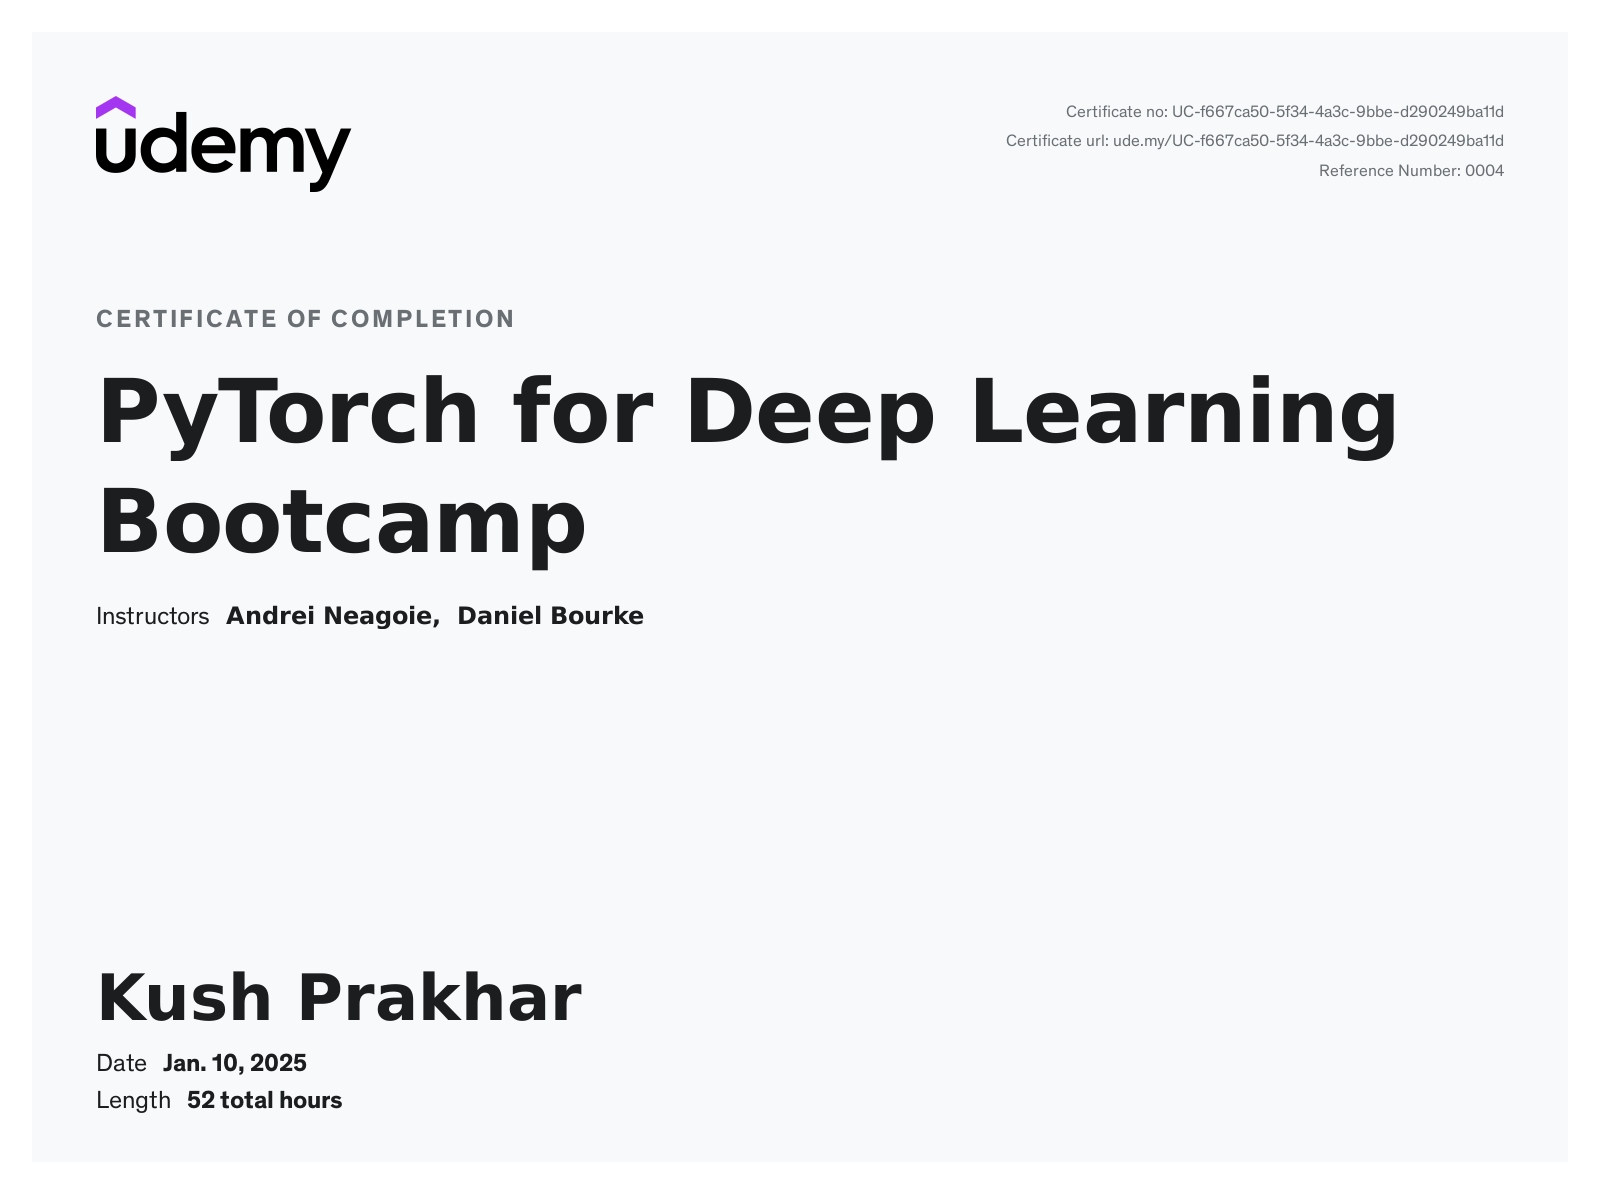 udemy
Certificate no: UC-f667ca50-5f34-4a3c-9bbe-d290249ba11d
Certificate url: ude.my/UC-f667ca50-5f34-4a3c-9bbe-d290249ba11d
Reference Number: 0004
CERTIFICATE OF COMPLETION
PyTorch for Deep Learning
Bootcamp
Instructors Andrei Neagoie, Daniel Bourke
Kush Prakhar
Date Jan. 10, 2025
Length 52 total hours